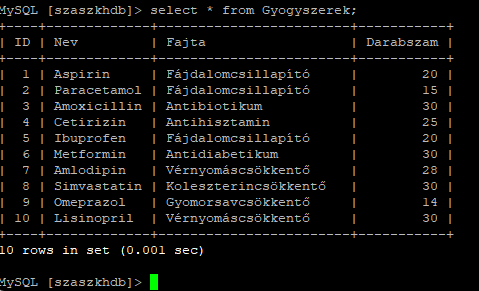 MySQL [szaszkhdb]> select * from Gyogyszerek;
+----+-------------+----------------------+-----------+
| ID | Nev         | Fajta                | Darabszam |
+----+-------------+----------------------+-----------+
|  1 | Aspirin     | Fájdalomcsillapító   |        20 |
|  2 | Paracetamol | Fájdalomcsillapító   |        15 |
|  3 | Amoxicillin | Antibiotikum         |        30 |
|  4 | Cetirizin   | Antihisztamin        |        25 |
|  5 | Ibuprofen   | Fájdalomcsillapító   |        20 |
|  6 | Metformin   | Antidiabetikum       |        30 |
|  7 | Amlodipin   | Vérnyomáscsökkentő   |        28 |
|  8 | Simvastatin | Koleszterincsökkentő |        30 |
|  9 | Omeprazol   | Gyomorsavcsökkentő   |        14 |
| 10 | Lisinopril  | Vérnyomáscsökkentő   |        30 |
+----+-------------+----------------------+-----------+
10 rows in set (0.001 sec)
MySQL [szaszkhdb]>